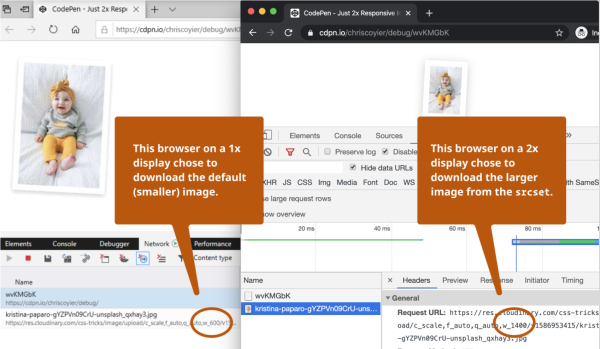 CodePen - Just 2x Responsive I
https://cdpn.io/chriscoyier/debug/wvKM
This browser on a 1x
display chose to
download the default
(smaller) image.
Elements Console Debugger Network Performance
Content type
Name
wvKMGbK
https://cdpn.io/chriscoyier/debug/
kristina-paparo-gYZPVn09CrU-unsplash_qxhay3.jpg
https://res.cloudinary.com/css-tricks/image/upload/c_scale,f_auto,q_auto,w_600/v15...
CodePen - Just 2x Responsive I
cdpn.io/chriscoyier/debug/wvKMGbK
Inc
This browser on a 2x
display chose to
download the larger
image from the srcset.
Elements Console Sources »
Preserve log Disable
Hide data URLs
XHR JS CSS Img Media Font Doc WS with SameS
se large request rows
how overview
20 ms 40 ms 60 80 ms
Name
wvKMGbK
kristina-paparo-gYZPVn09CrU-uns...
× Headers Preview Response Initiator Timing
General
Request URL: https://res.cloudinary.com/css-tricks
oad/c_scale,f_auto,q_auto,w_1400/v1586953415/krist
-gYZPVn09CrU-unsplash_qxhay3.jpg